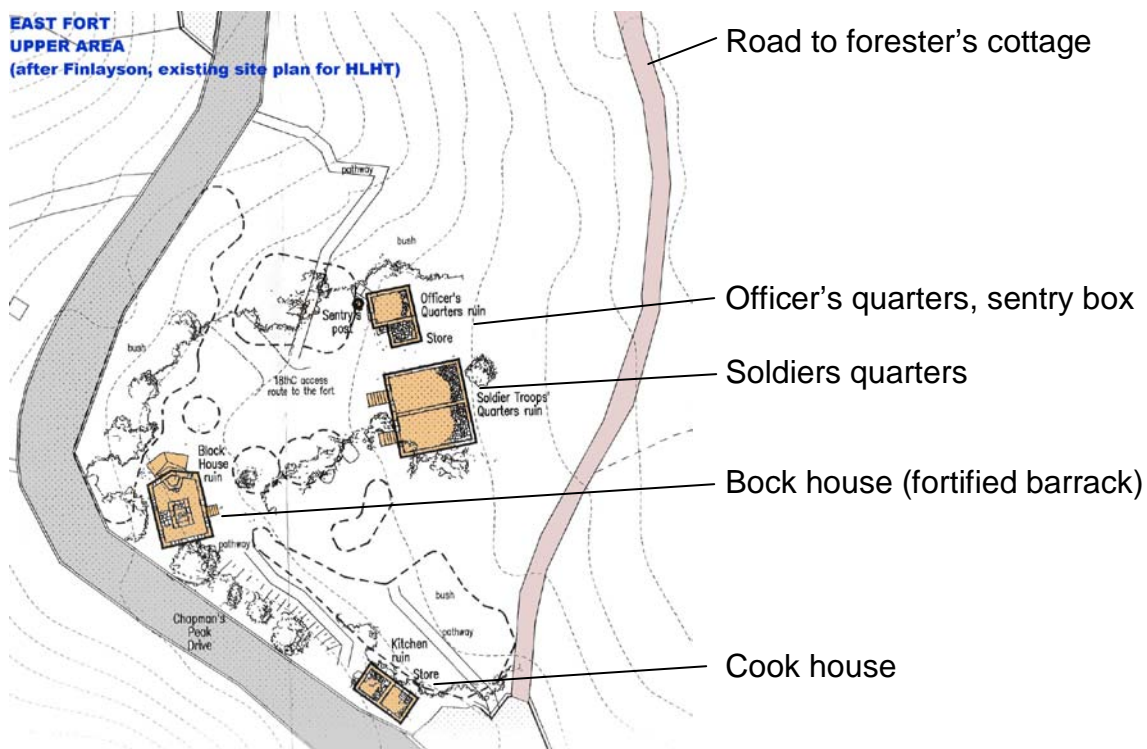 EAST FORT
UPPER AREA
(after Finlayson, existing site plan for HLHT)
Road to forester's cottage
pathway
bush
Officer's
Quarters ruin
Sentry's
post
Store
Officer's quarters, sentry box
bush
18thC access
route to the fort
Soldiers quarters
Soldier Troops'
Quarters ruin
Block
House
ruin
Bock house (fortified barrack)
pathway
bush
Chapman's
Peak
Drive
pathway
Kitchen
ruin
Store
Cook house